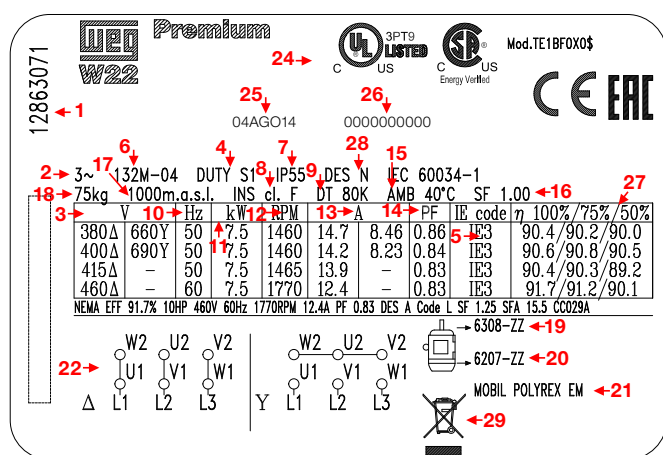 WEG Premium
W22
24
UL 3PT9 LISTED
C US
SA
C US
Energy Verified
Mod.TE1BFOX0$
CE EAC
12863071
1
25 26
04AGO14 0000000000
6 4 7 28
2 3~ 132M-04 DUTY S1 IP55 DES N IEC 60034-1
17 8 9 15
18 75kg 1000m.a.s.l. INS cl. F DT 80K AMB 40°C SF 1.00 16
27
3 V 10 Hz kW 12 RPM 13 A 14 PF IE code η 100%/75%/50%
11
380Δ 660Y 50 7.5 1460 14.7 8.46 0.86 5 IE3 90.4/90.2/90.0
400Δ 690Y 50 7.5 1460 14.2 8.23 0.84 IE3 90.6/90.8/90.5
415Δ - 50 7.5 1465 13.9 - 0.83 IE3 90.4/90.3/89.2
460Δ - 60 7.5 1770 12.4 - 0.83 IE3 91.7/91.2/90.1
NEMA EFF 91.7% 10HP 460V 60Hz 1770RPM 12.4A PF 0.83 DES A Code L SF 1.25 SFA 15.5 CC029A
6308-ZZ 19
W2 U2 V2 W2 U2 V2
6207-ZZ 20
22 U1 V1 W1 U1 V1 W1
MOBIL POLYREX EM 21
Δ L1 L2 L3 Y L1 L2 L3
29